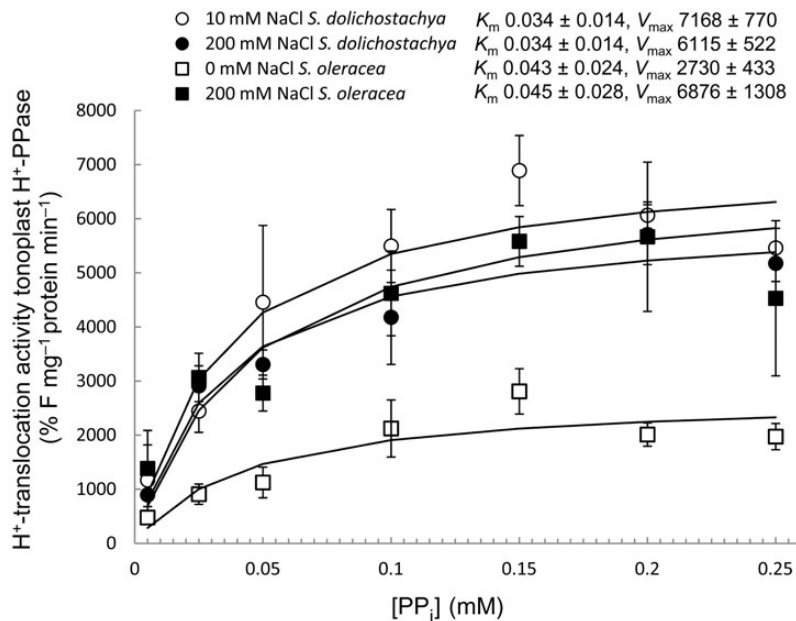 10 mM NaCl S. dolichostachya Km 0.034 ± 0.014, Vmax 7168 ± 770
200 mM NaCl S. dolichostachya Km 0.034 ± 0.014, Vmax 6115 ± 522
0 mM NaCl S. oleracea Km 0.043 ± 0.024, Vmax 2730 ± 433
200 mM NaCl S. oleracea Km 0.045 ± 0.028, Vmax 6876 ± 1308
H⁺-translocation activity tonoplast H⁺-PPase
(% F mg⁻¹ protein min⁻¹)
8000
7000
6000
5000
4000
3000
2000
1000
0
0 0.05 0.1 0.15 0.2 0.25
[PPi] (mM)